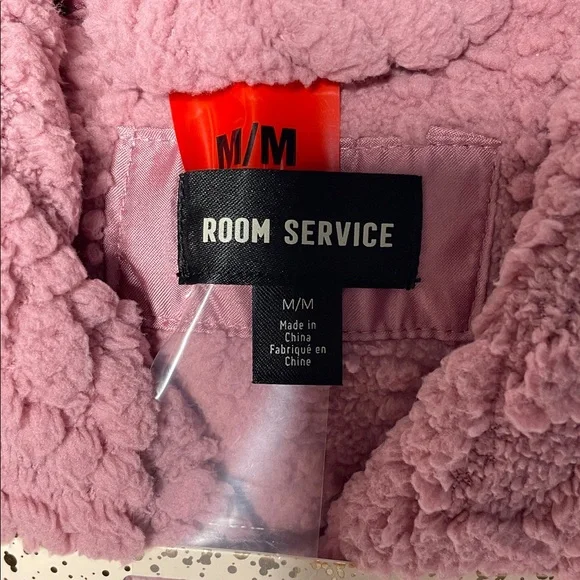 M/M
ROOM SERVICE
M/M
Made in
China
Fabriqué en
Chine